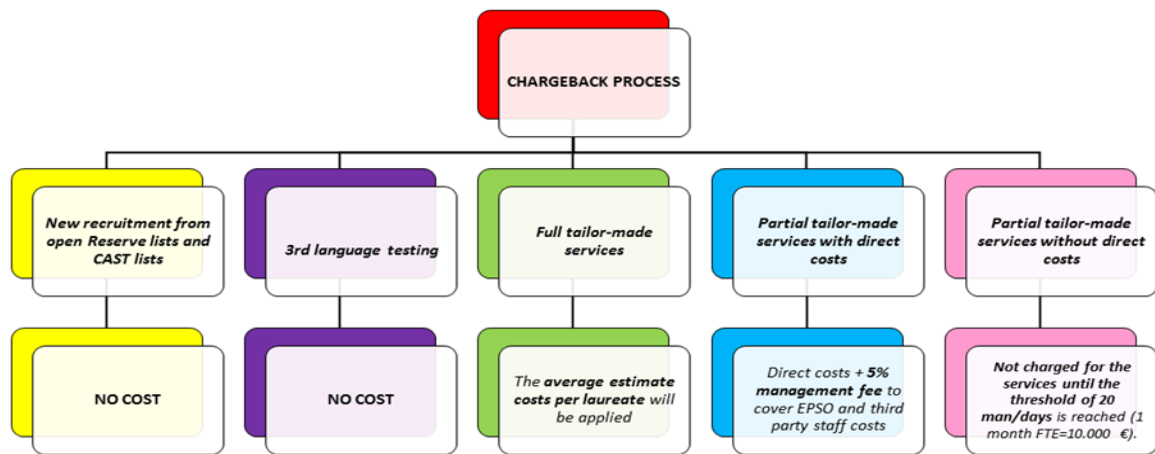 CHARGEBACK PROCESS
New recruitment from
open Reserve lists and
CAST lists
3rd language testing
Full tailor-made
services
Partial tailor-made
services with direct
costs
Partial tailor-made
services without direct
costs
NO COST
NO COST
The average estimate
costs per laureate will
be applied
Direct costs + 5%
management fee to
cover EPSO and third
party staff costs
Not charged for the
services until the
threshold of 20
man/days is reached (1
month FTE=10.000 €).